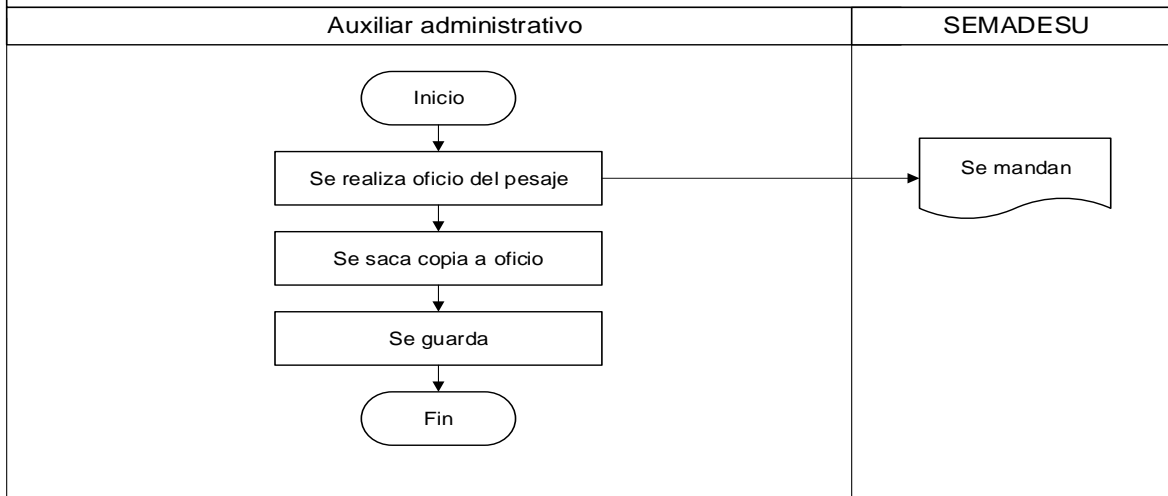 Auxiliar administrativo
SEMADESU
Inicio
Se realiza oficio del pesaje
Se mandan
Se saca copia a oficio
Se guarda
Fin